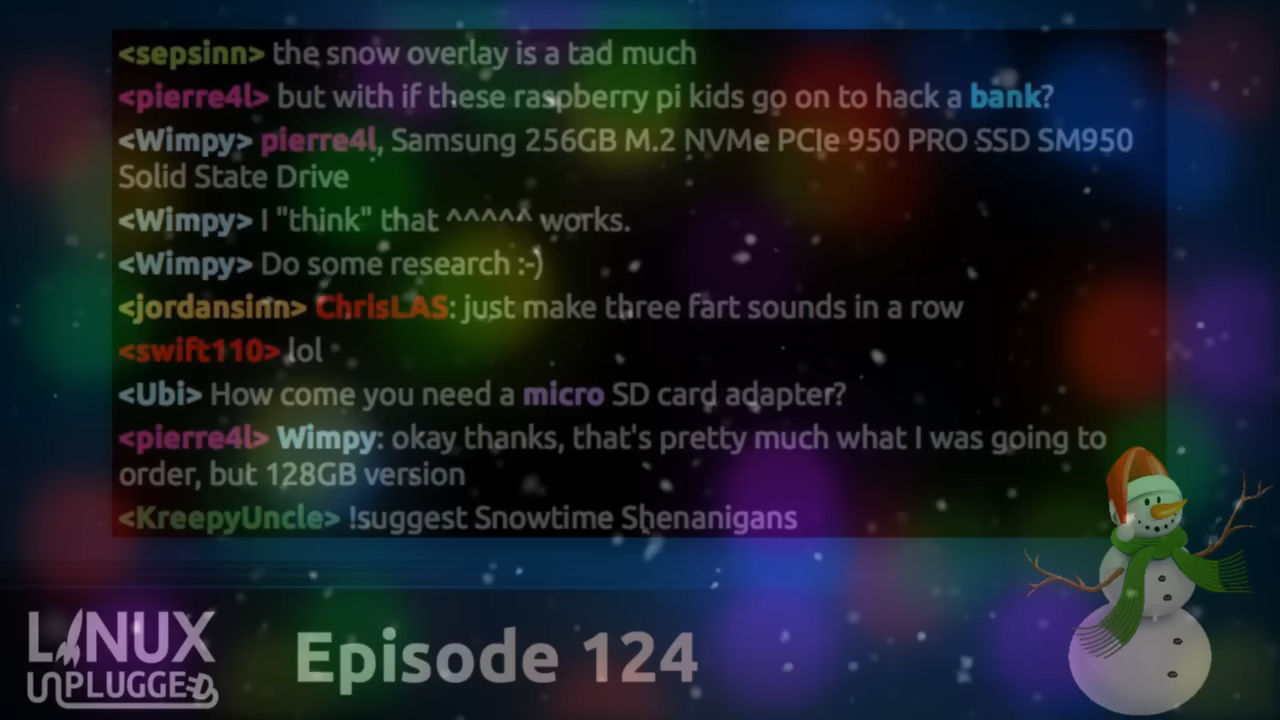 <sepsinn> the snow overlay is a tad much
<pierre4l> but with if these raspberry pi kids go on to hack a bank?
<Wimpy> pierre4l, Samsung 256GB M.2 NVMe PCIe 950 PRO SSD SM950
Solid State Drive
<Wimpy> I "think" that ^^^^^ works.
<Wimpy> Do some research :-)
<jordansinn> ChrisLAS: just make three fart sounds in a row
<swift110> lol
<Ubi> How come you need a micro SD card adapter?
<pierre4l> Wimpy: okay thanks, that's pretty much what I was going to
order, but 128GB version
<KreepyUncle> !suggest Snowtime Shenanigans
LINUX
UNPLUGGED
Episode 124